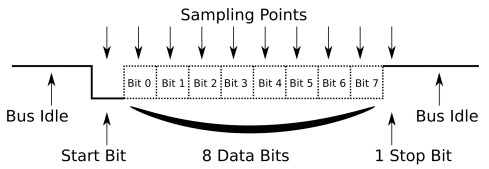 Sampling Points
Bit 0 Bit 1 Bit 2 Bit 3 Bit 4 Bit 5 Bit 6 Bit 7
Bus Idle Bus Idle
Start Bit 8 Data Bits 1 Stop Bit